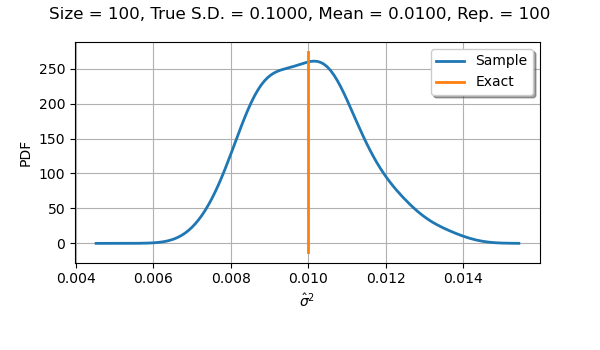 Size = 100, True S.D. = 0.1000, Mean = 0.0100, Rep. = 100
Sample
Exact
PDF
250
200
150
100
50
0
0.004 0.006 0.008 0.010 0.012 0.014
σ̂²